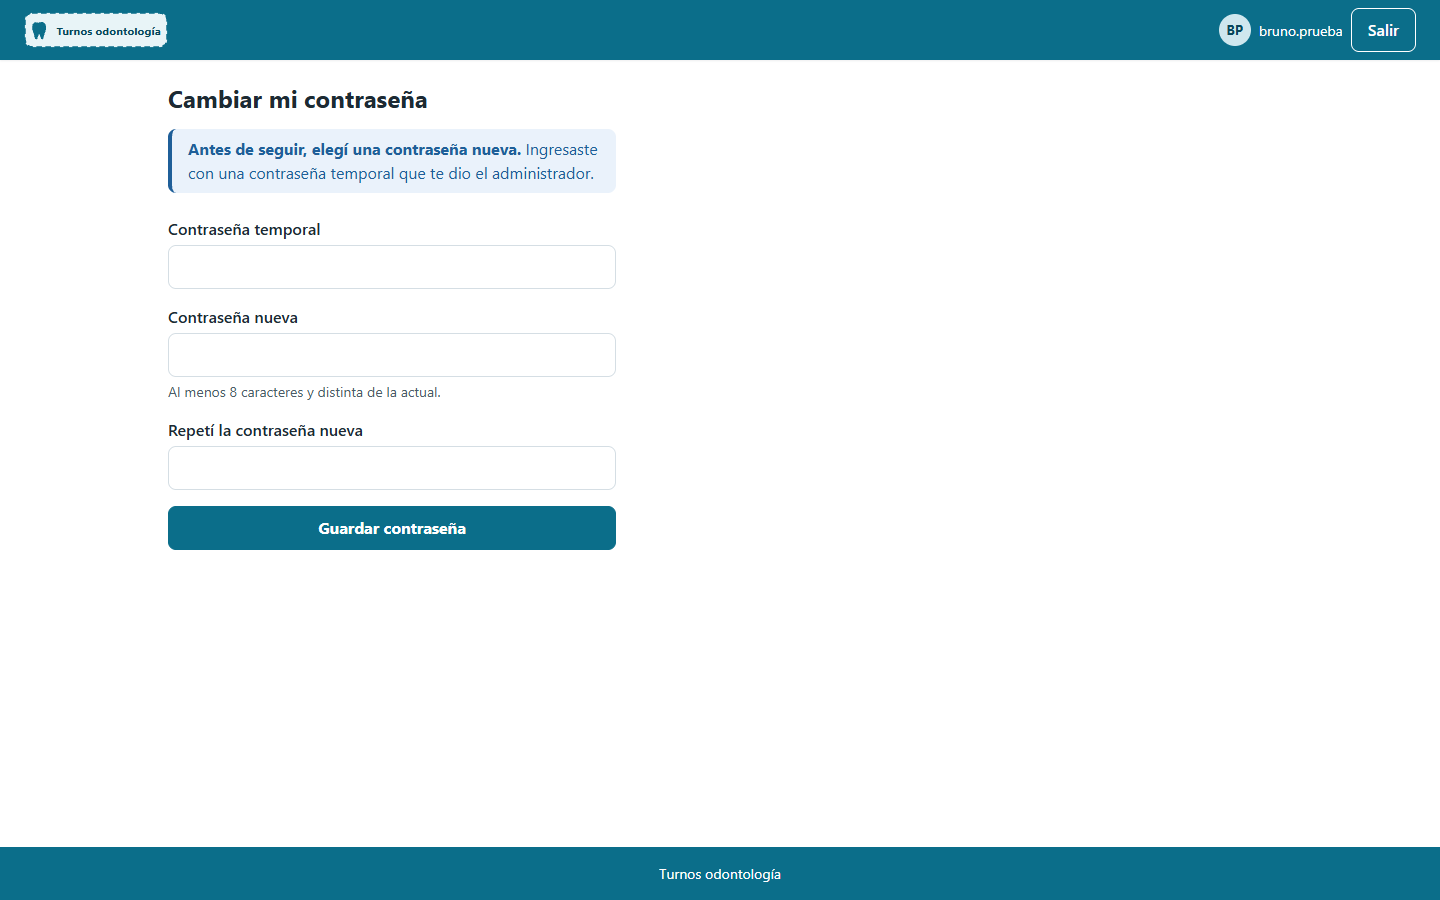 Turnos odontología
BP
bruno.prueba
Salir
Cambiar mi contraseña
Antes de seguir, elegí una contraseña nueva. Ingresaste
con una contraseña temporal que te dio el administrador.
Contraseña temporal
Contraseña nueva
Al menos 8 caracteres y distinta de la actual.
Repetí la contraseña nueva
Guardar contraseña
Turnos odontología